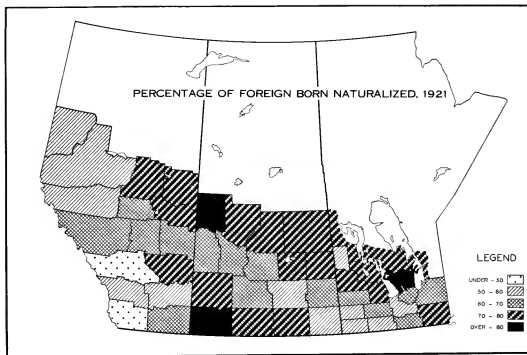 PERCENTAGE OF FOREIGN BORN NATURALIZED, 1921
LEGEND
UNDER - 50
50 - 60
60 - 70
70 - 80
OVER - 80